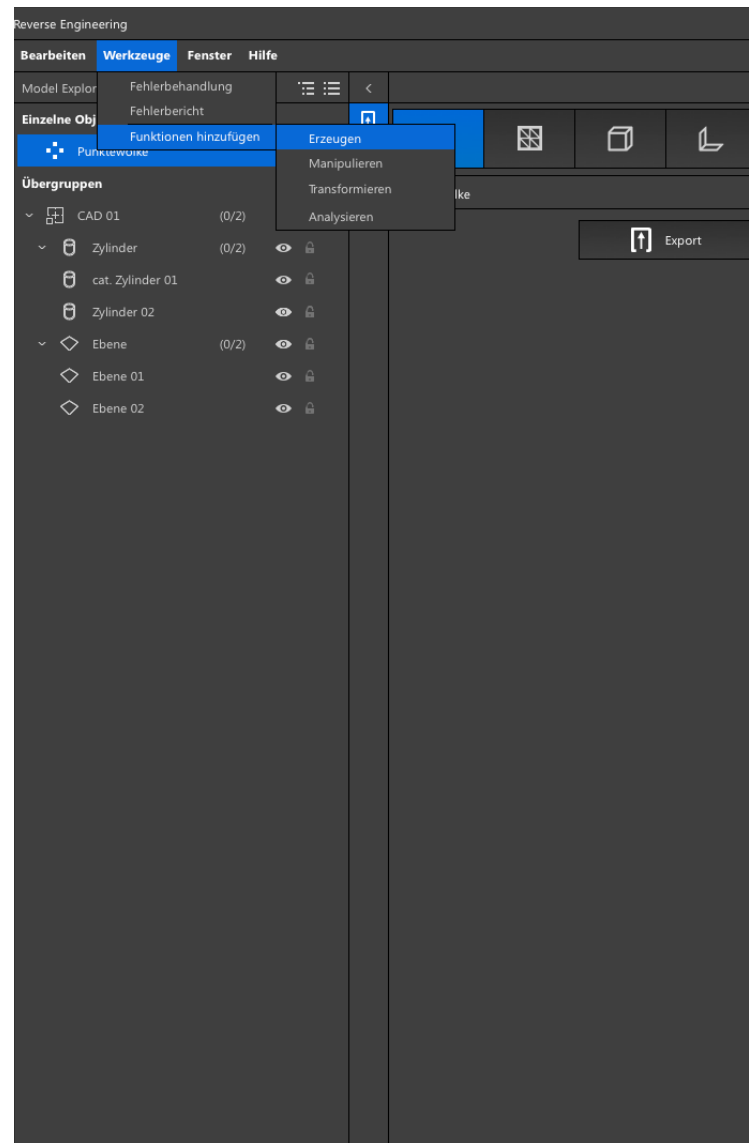 Reverse Engineering
Bearbeiten Werkzeuge Fenster Hilfe
Model Explor
Fehlerbehandlung
Einzelne Obj
Fehlerbericht
Funktionen hinzufügen
Erzeugen
Punktewolke
Manipulieren
Übergruppen
Transformieren
lke
CAD 01 (0/2)
Analysieren
Zylinder (0/2)
Export
cat. Zylinder 01
Zylinder 02
Ebene (0/2)
Ebene 01
Ebene 02